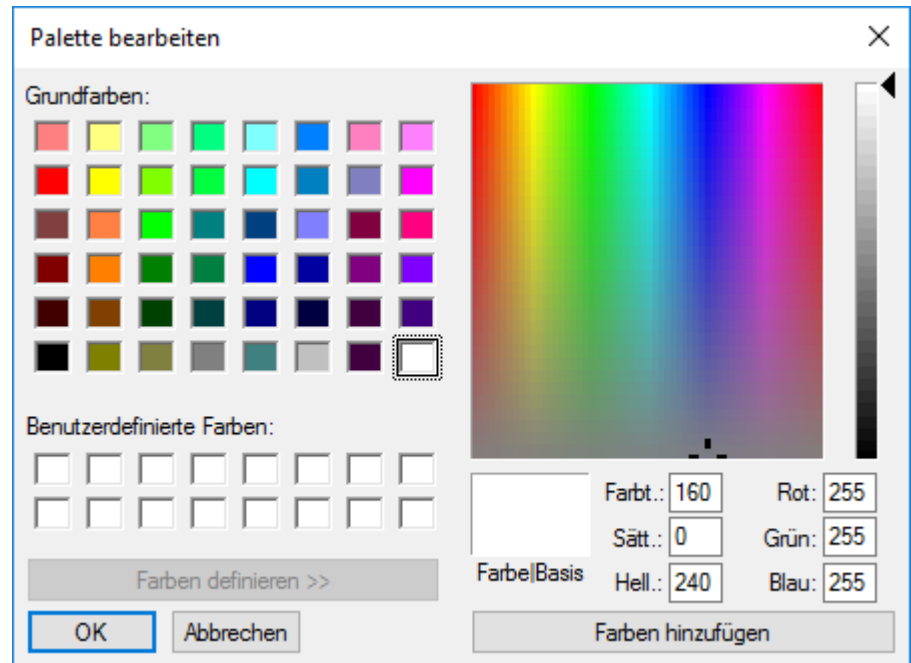 Palette bearbeiten
Grundfarben:
Benutzerdefinierte Farben:
Farben definieren >>
OK
Abbrechen
Farbe|Basis
Farbt.: 160
Sätt.: 0
Hell.: 240
Rot: 255
Grün: 255
Blau: 255
Farben hinzufügen